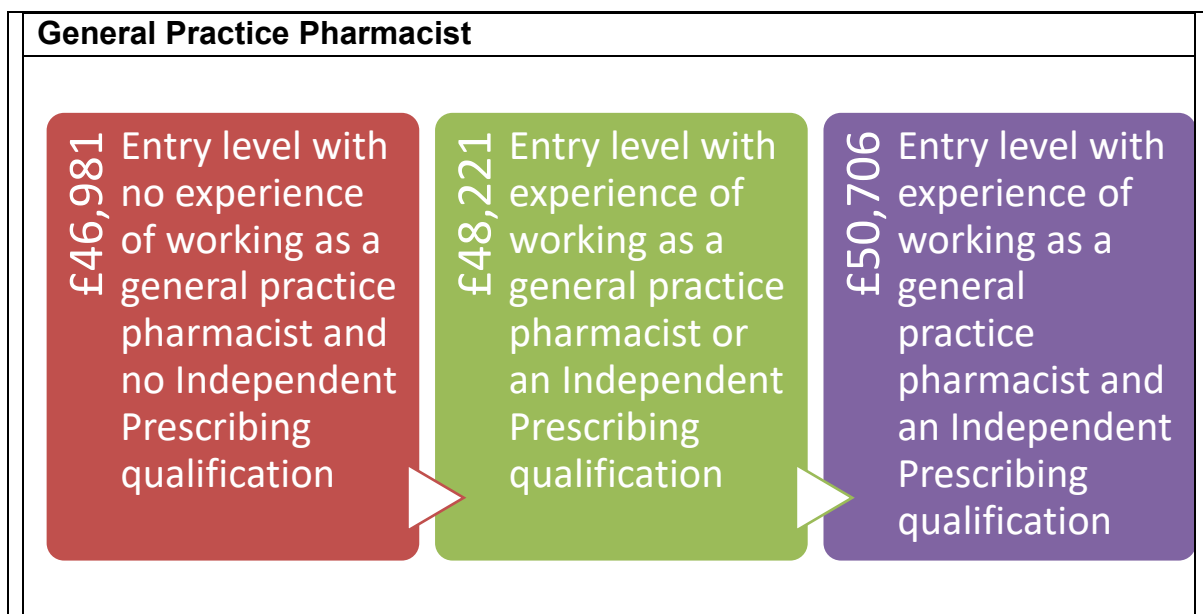 General Practice Pharmacist
£46,981
Entry level with
no experience
of working as a
general practice
pharmacist and
no Independent
Prescribing
qualification
£48,221
Entry level with
experience of
working as a
general practice
pharmacist or
an Independent
Prescribing
qualification
£50,706
Entry level with
experience of
working as a
general
practice
pharmacist and
an Independent
Prescribing
qualification